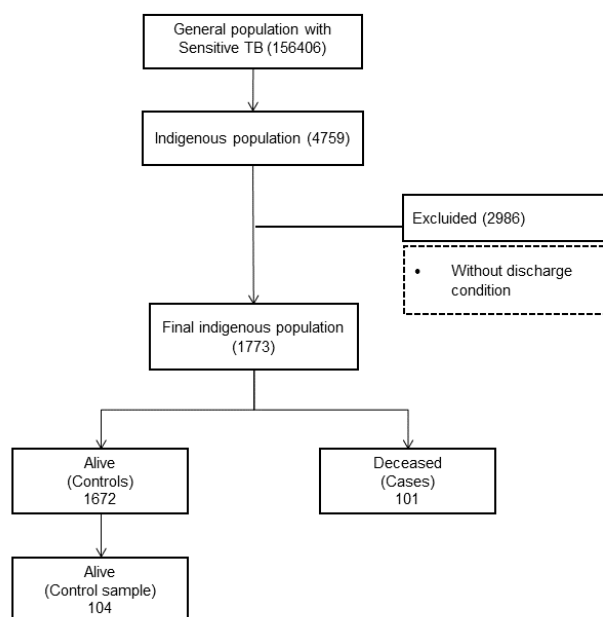 General population with
Sensitive TB (156406)
Indigenous population (4759)
Excluided (2986)
• Without discharge
condition
Final indigenous population
(1773)
Alive
(Controls)
1672
Deceased
(Cases)
101
Alive
(Control sample)
104